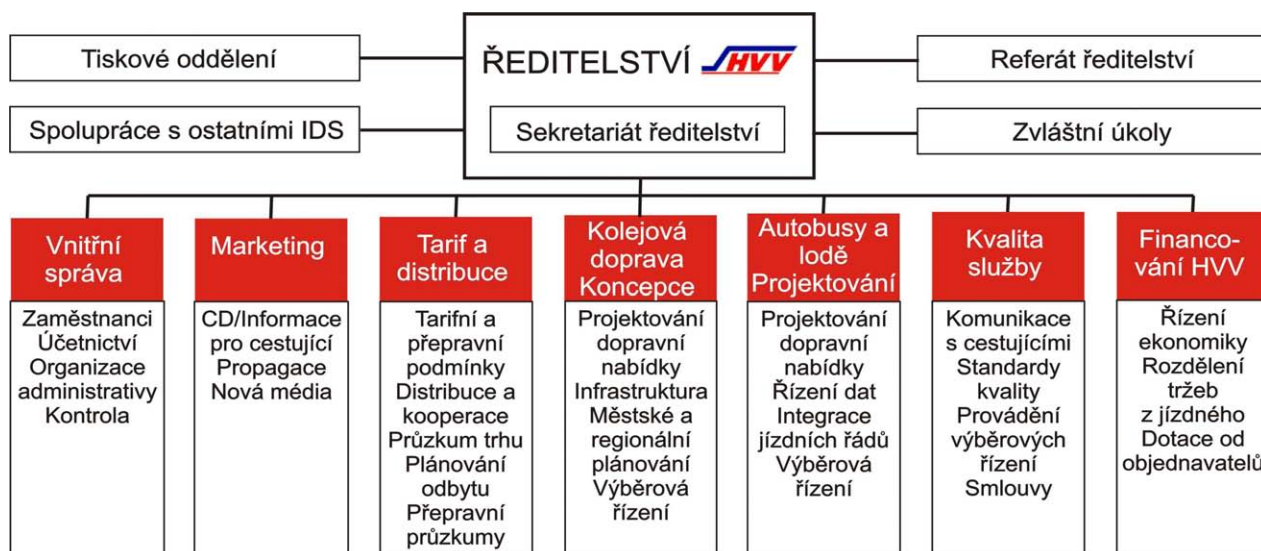 Tiskové oddělení
Spolupráce s ostatními IDS
ŘEDITELSTVÍ HVV
Sekretariát ředitelství
Referát ředitelství
Zvláštní úkoly
Vnitřní
správa
Zaměstnanci
Účetnictví
Organizace
administrativy
Kontrola
Marketing
CD/Informace
pro cestující
Propagace
Nová média
Tarif a
distribuce
Tarifní a
přepravní
podmínky
Distribuce a
kooperace
Průzkum trhu
Plánování
odbytu
Přepravní
průzkumy
Kolejová
doprava
Koncepce
Projektování
dopravní
nabídky
Infrastruktura
Městské a
regionální
plánování
Výběrová
řízení
Autobusy a
lodě
Projektování
Projektování
dopravní
nabídky
Řízení dat
Integrace
jízdních řádů
Výběrová
řízení
Kvalita
služby
Komunikace
s cestujícími
Standardy
kvality
Provádění
výběrových
řízení
Smlouvy
Financo-
vání HVV
Řízení
ekonomiky
Rozdělení
tržeb
z jízdného
Dotace od
objednavatelů